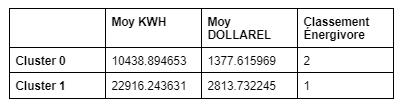 Moy KWH Moy Classement
DOLLAREL Énergivore
Cluster 0 10438.894653 1377.615969 2
Cluster 1 22916.243631 2813.732245 1